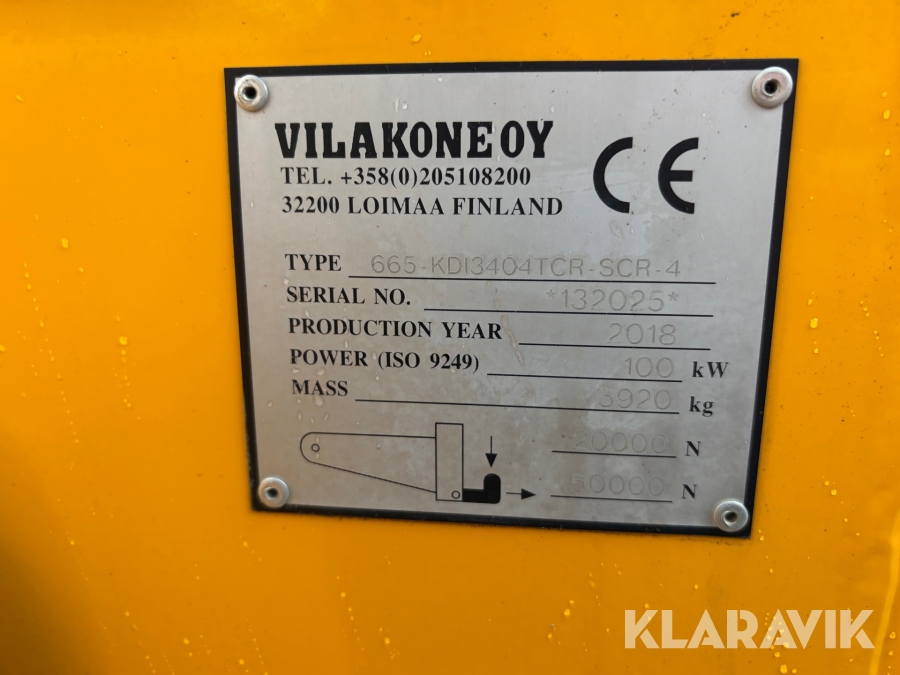 VILAKONE OY
TEL. +358(0)205108200
32200 LOIMAA FINLAND
CE
TYPE 665-KDI3404TCR-SCR-4
SERIAL NO. *132025*
PRODUCTION YEAR 2018
POWER (ISO 9249) 100 kW
MASS 3920 kg
20000 N
50000 N
KLARAVIK